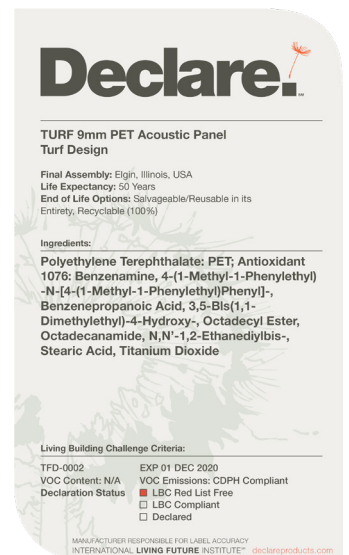 Declare.
TURF 9mm PET Acoustic Panel
Turf Design
Final Assembly: Elgin, Illinois, USA
Life Expectancy: 50 Years
End of Life Options: Salvageable/Reusable in its
Entirety, Recyclable (100%)
Ingredients:
Polyethylene Terephthalate: PET; Antioxidant
1076: Benzenamine, 4-(1-Methyl-1-Phenylethyl)
-N-[4-(1-Methyl-1-Phenylethyl)Phenyl]-,
Benzenepropanoic Acid, 3,5-BIs(1,1-
Dimethylethyl)-4-Hydroxy-, Octadecyl Ester,
Octadecanamide, N,N'-1,2-Ethanediylbis-,
Stearic Acid, Titanium Dioxide
Living Building Challenge Criteria:
TFD-0002 EXP 01 DEC 2020
VOC Content: N/A VOC Emissions: CDPH Compliant
Declaration Status LBC Red List Free
LBC Compliant
Declared
MANUFACTURER RESPONSIBLE FOR LABEL ACCURACY
INTERNATIONAL LIVING FUTURE INSTITUTE™ declareproducts.com